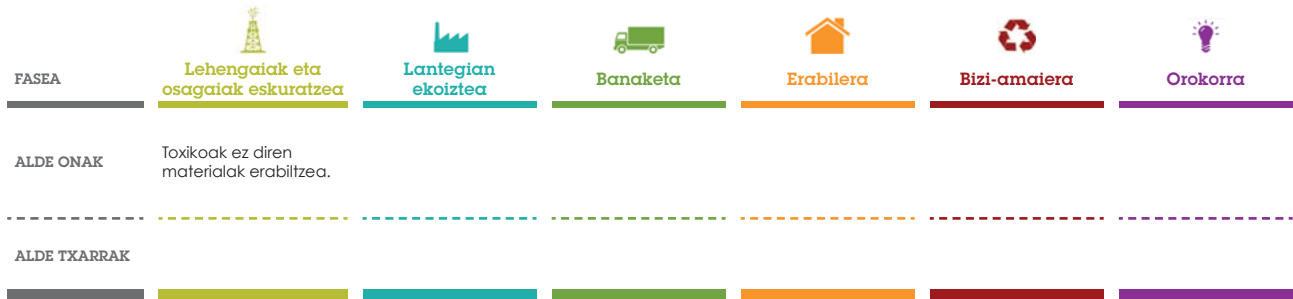 FASEA
Lehengaiak eta
osagaiak eskuratzea
Lantegian
ekoiztea
Banaketa
Erabilera
Bizi-amaiera
Orokorra
ALDE ONAK
Toxikoak ez diren
materialak erabiltzea.
ALDE TXARRAK